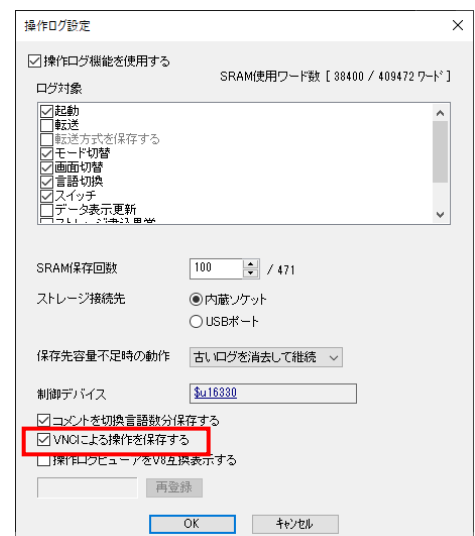 操作ログ設定
操作ログ機能を使用する
SRAM使用ワード数 [ 38400 / 409472 ワード ]
ログ対象
起動
転送
転送方式を保存する
モード切替
画面切替
言語切換
スイッチ
データ表示更新
SRAM保存回数 100 / 471
ストレージ接続先 内蔵ソケット
USBポート
保存先容量不足時の動作 古いログを消去して継続
制御デバイス $u16330
コメントを切換言語数分保存する
VNCによる操作を保存する
操作ログビューアをV8互換表示する
再登録
OK キャンセル